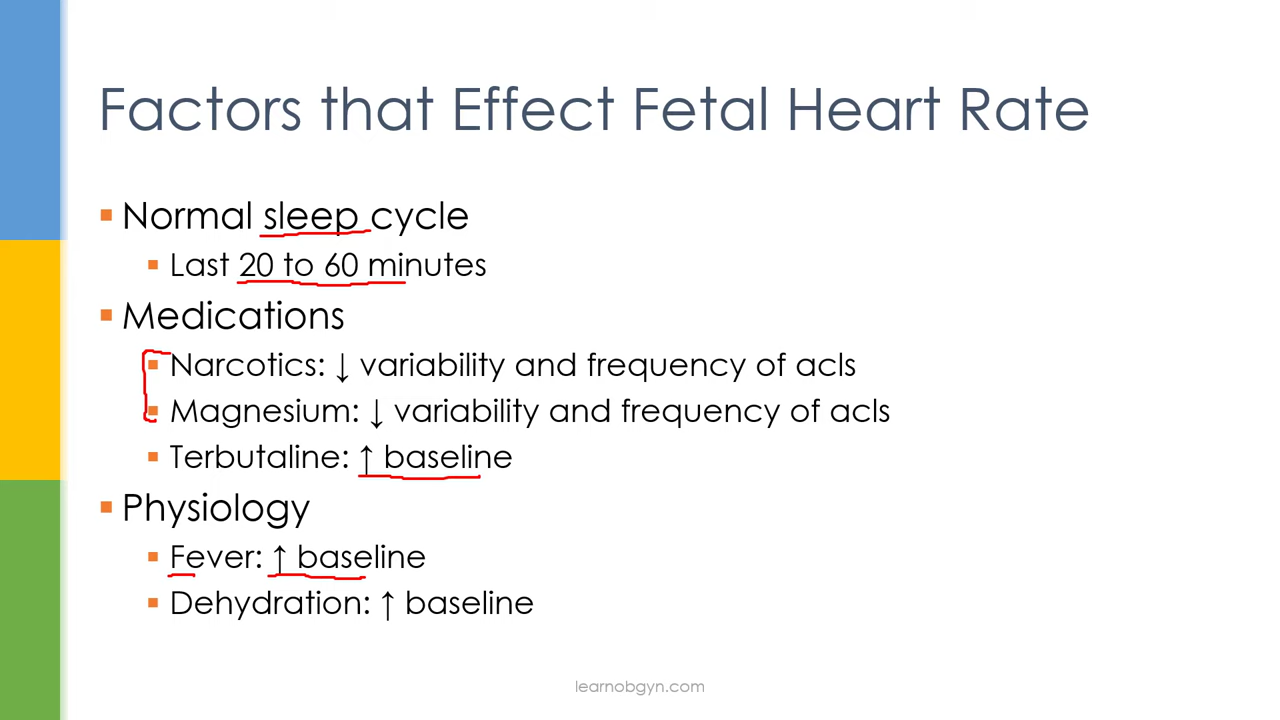 Factors that Effect Fetal Heart Rate
▪ Normal sleep cycle
▪ Last 20 to 60 minutes
▪ Medications
▪ Narcotics: ↓ variability and frequency of acls
▪ Magnesium: ↓ variability and frequency of acls
▪ Terbutaline: ↑ baseline
▪ Physiology
▪ Fever: ↑ baseline
▪ Dehydration: ↑ baseline
learnobgyn.com